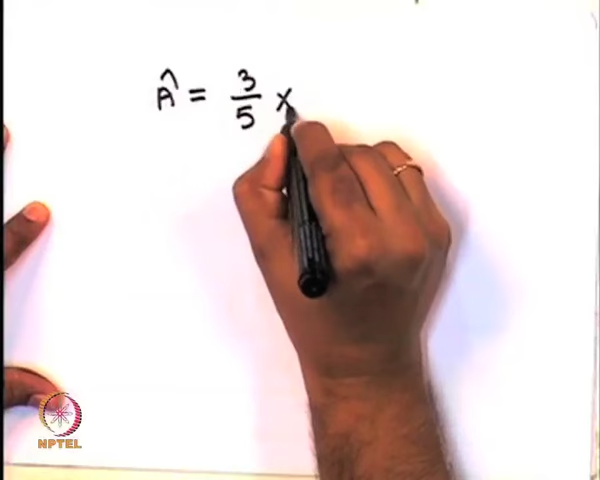 Â = 3/5 x
NPTEL